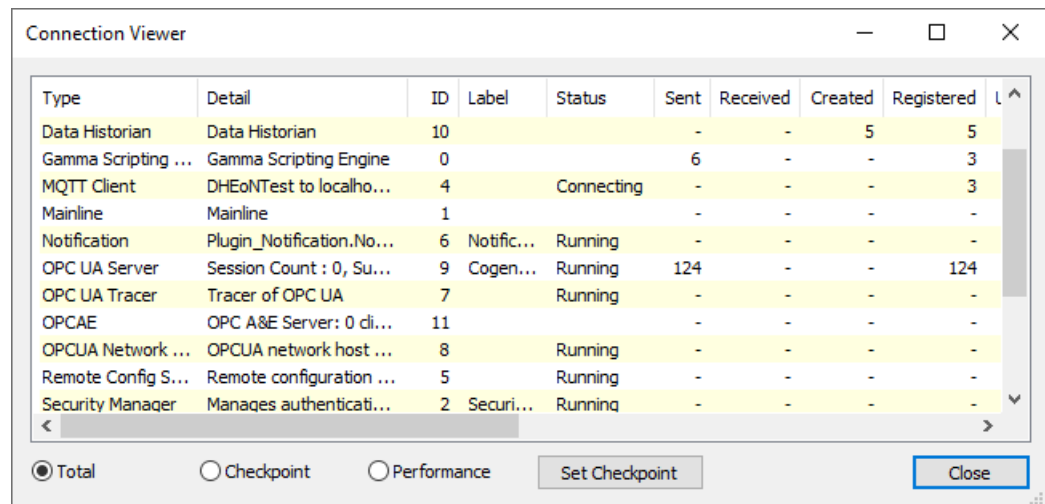 Connection Viewer
Type Detail ID Label Status Sent Received Created Registered
Data Historian Data Historian 10 - - 5 5
Gamma Scripting ... Gamma Scripting Engine 0 6 - - 3
MQTT Client DHEoNTest to localho... 4 Connecting - - - 3
Mainline Mainline 1 - - - -
Notification Plugin_Notification.No... 6 Notific... Running - - - -
OPC UA Server Session Count : 0, Su... 9 Cogen... Running 124 - - 124
OPC UA Tracer Tracer of OPC UA 7 Running - - - -
OPCAE OPC A&E Server: 0 cli... 11 - - - -
OPCUA Network ... OPCUA network host ... 8 Running - - - -
Remote Config S... Remote configuration ... 5 Running - - - -
Security Manager Manages authenticati... 2 Securi... Running - - - -
Total Checkpoint Performance Set Checkpoint Close